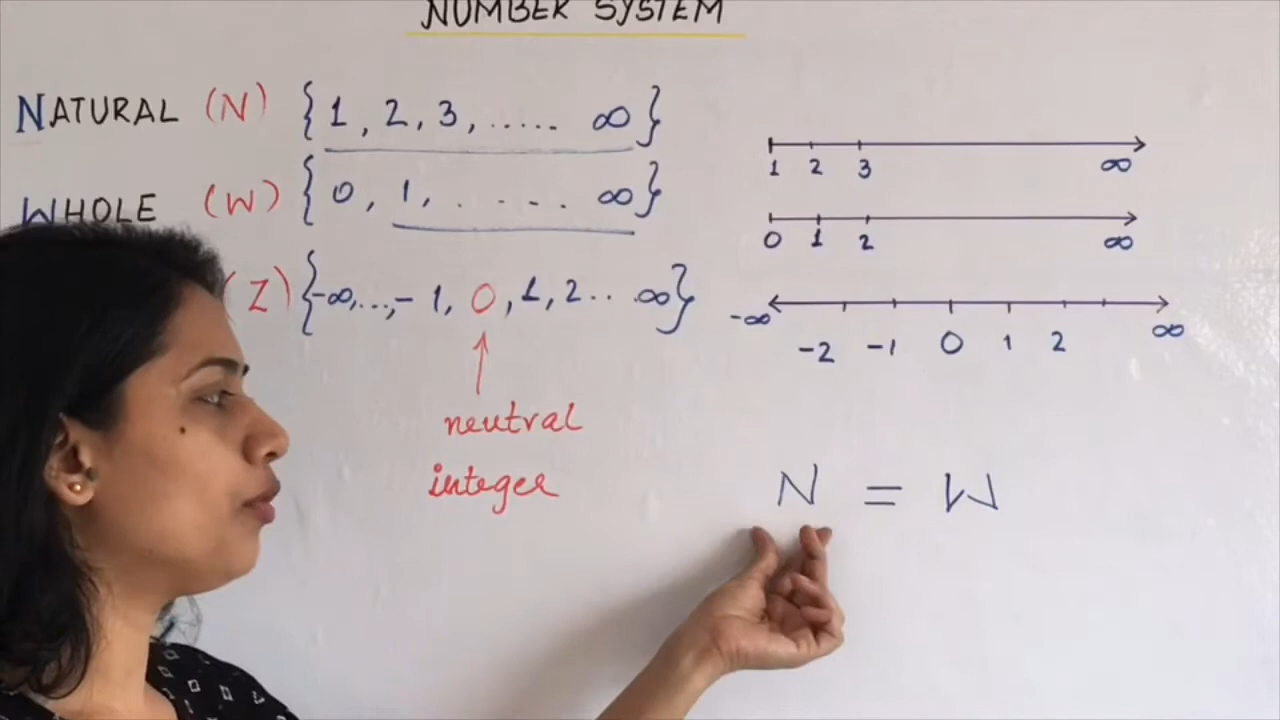 NUMBER SYSTEM
NATURAL (N) {1, 2, 3, ..... ∞}
WHOLE (W) {0, 1, . . . . . ∞}
(Z) {-∞,...,- 1, 0, 1, 2.. .∞}
neutral
integer
1 2 3 ∞
0 1 2 ∞
-∞ -2 -1 0 1 2 ∞
N = W